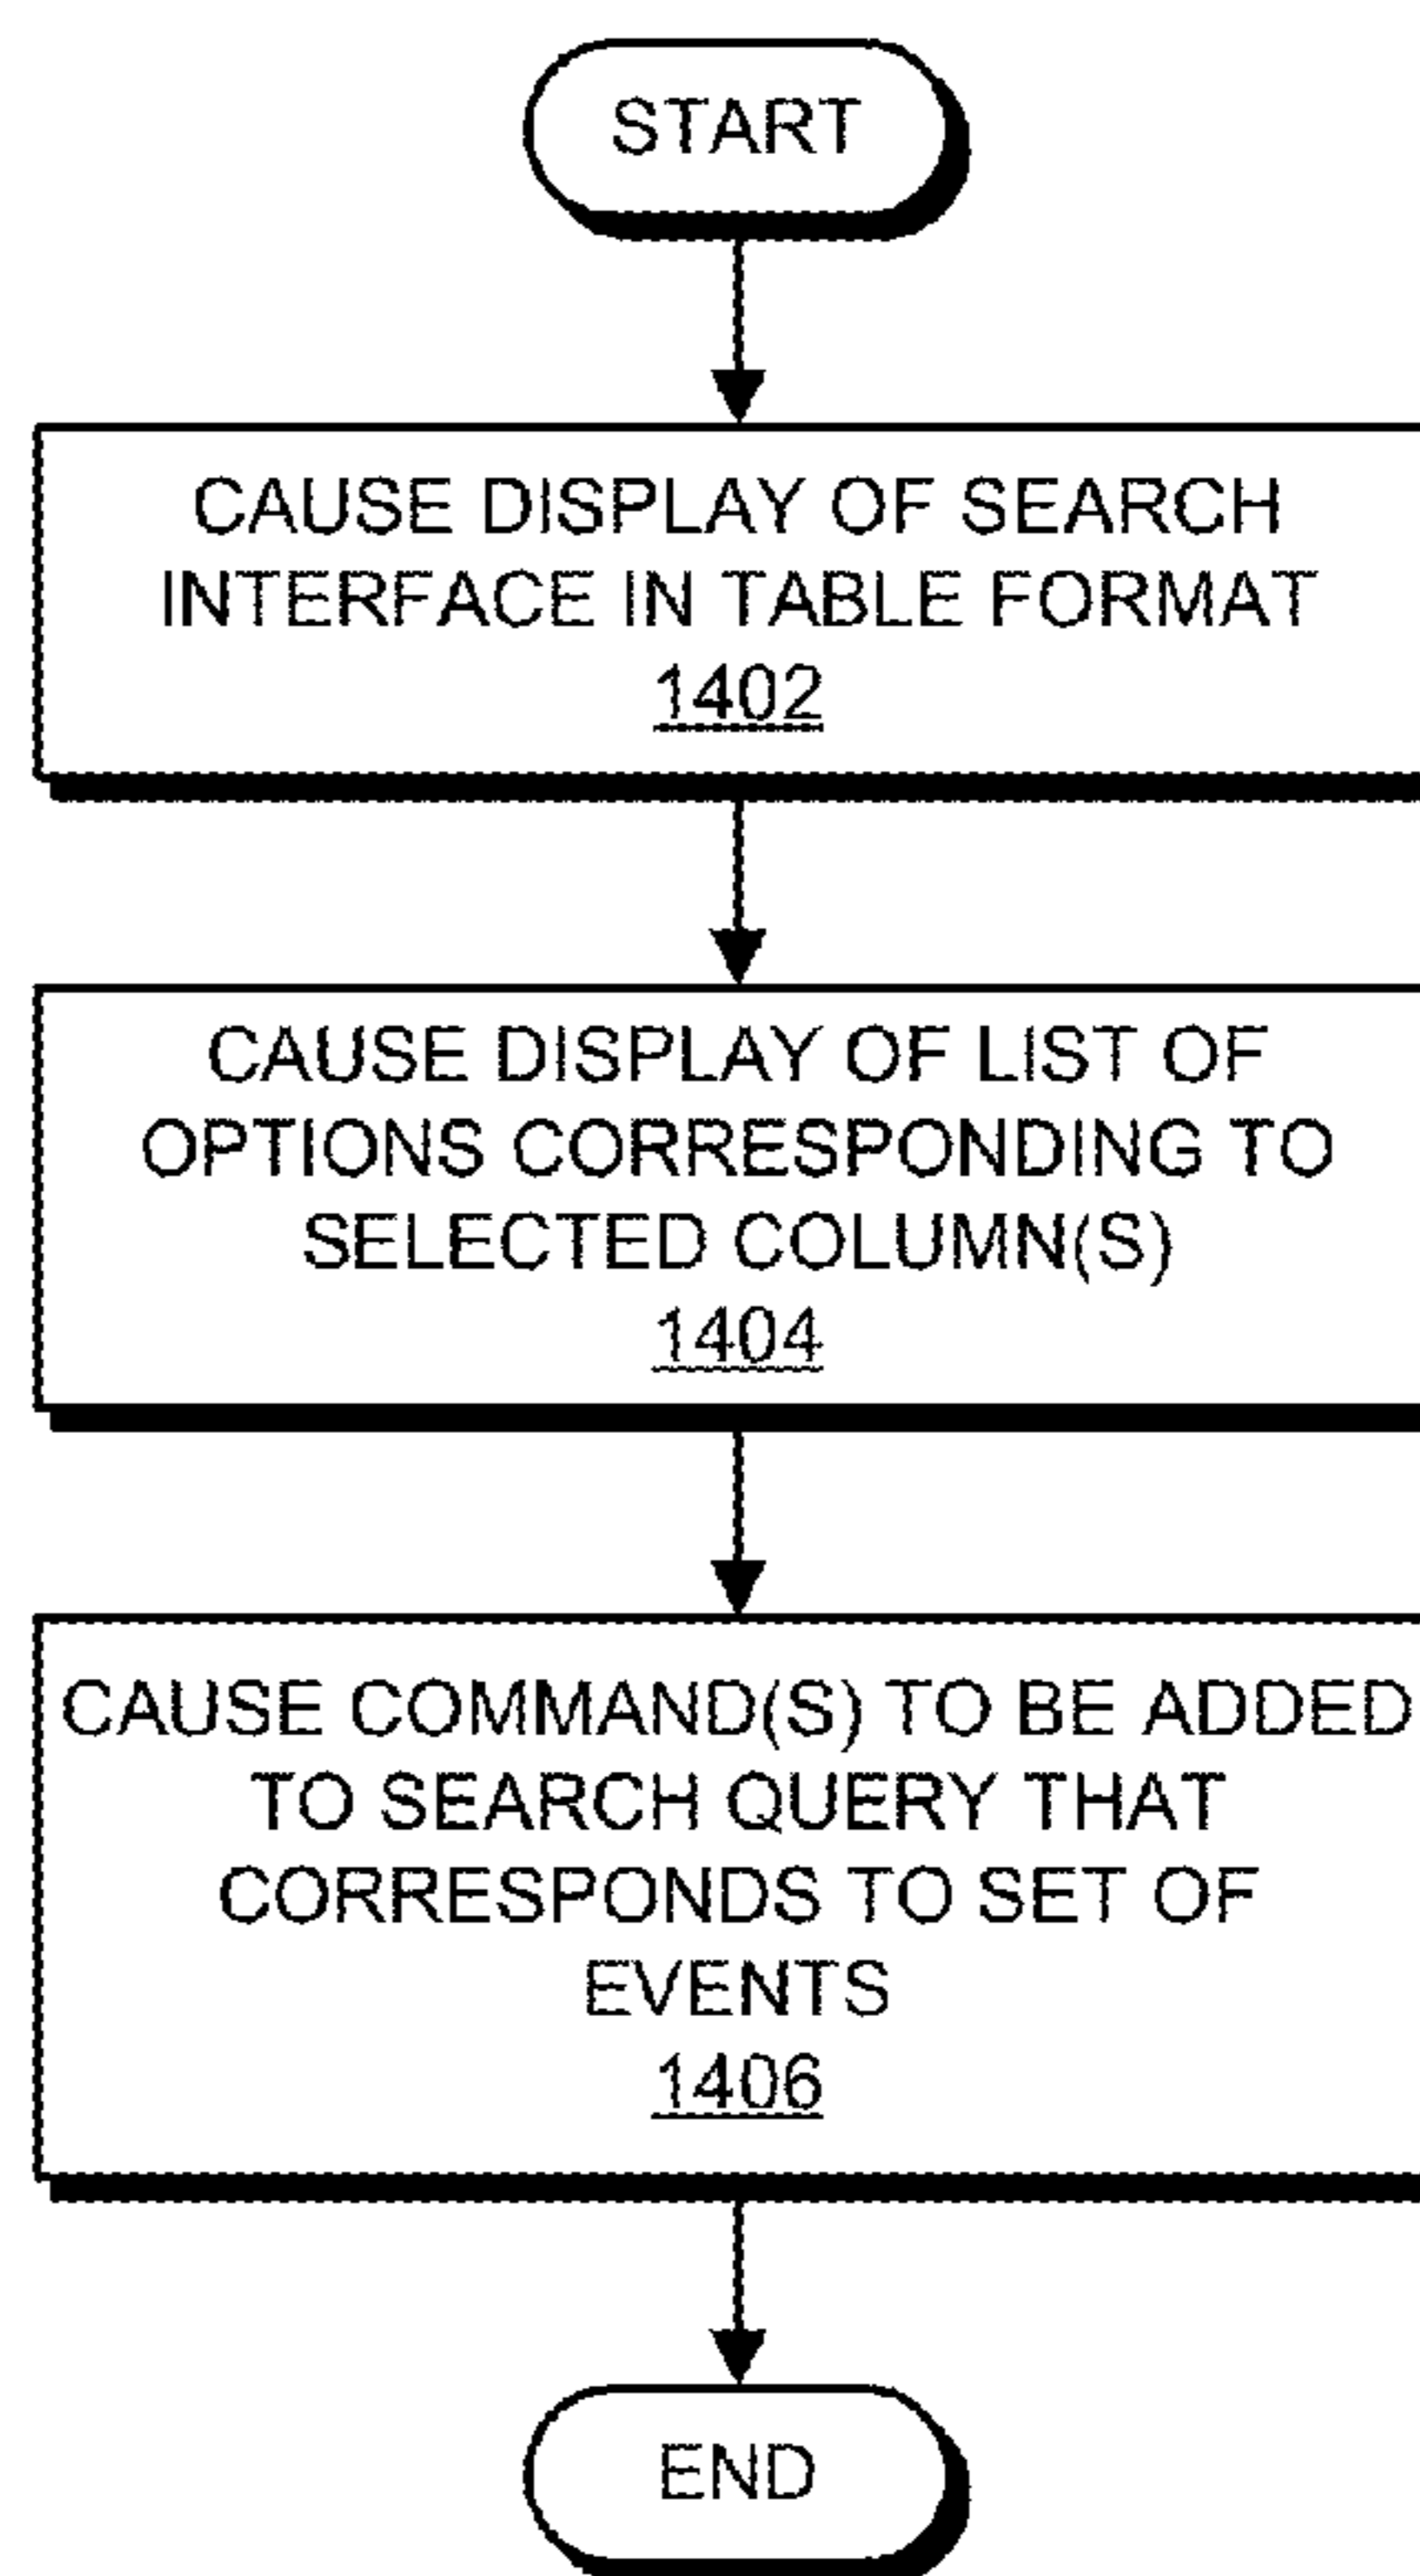 START
CAUSE DISPLAY OF SEARCH
INTERFACE IN TABLE FORMAT
1402
CAUSE DISPLAY OF LIST OF
OPTIONS CORRESPONDING TO
SELECTED COLUMN(S)
1404
CAUSE COMMAND(S) TO BE ADDED
TO SEARCH QUERY THAT
CORRESPONDS TO SET OF
EVENTS
1406
END